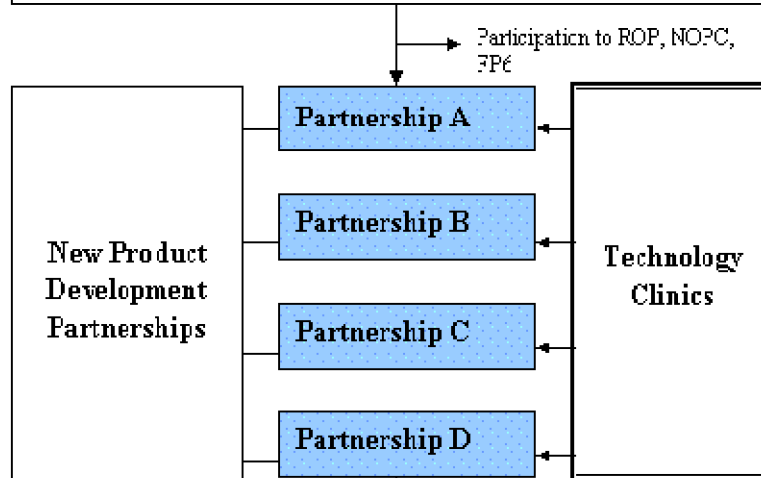 Participation to ROP, NOPC,
FP6
Partnership A
Partnership B
Partnership C
Partnership D
New Product
Development
Partnerships
Technology
Clinics